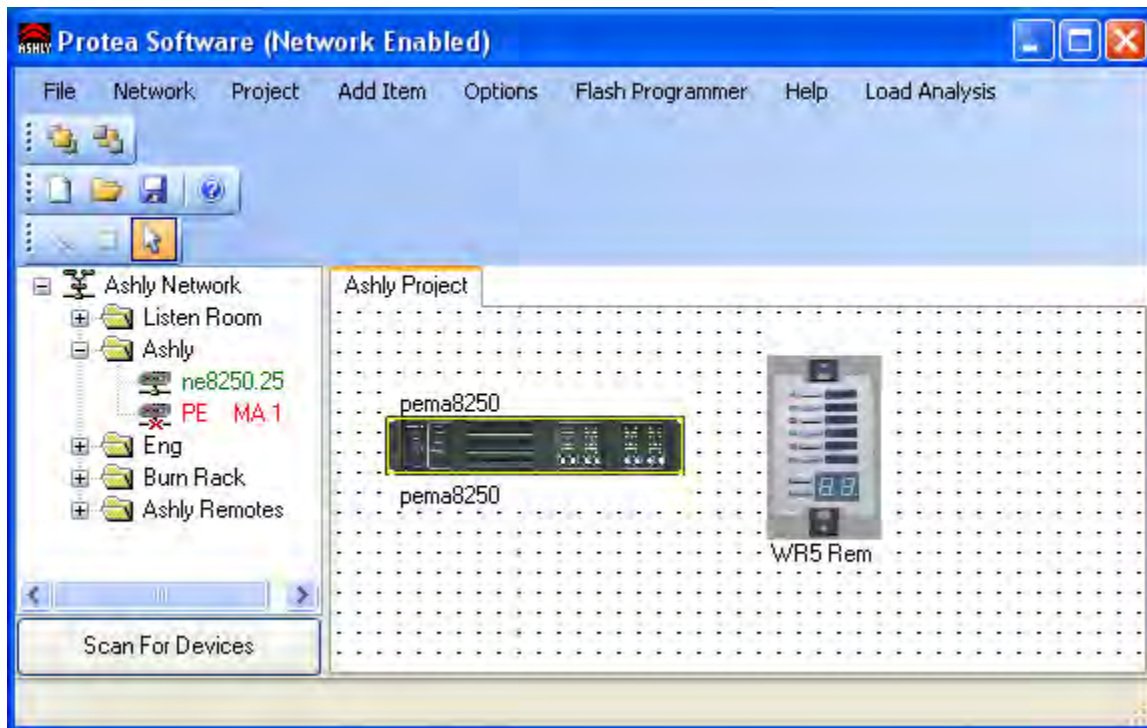 ASHLY Protea Software (Network Enabled)
File Network Project Add Item Options Flash Programmer Help Load Analysis
Ashly Network
Listen Room
Ashly
ne8250.25
PE MA 1
Eng
Burn Rack
Ashly Remotes
Scan For Devices
Ashly Project
pema8250
pema8250
88
WR5 Rem